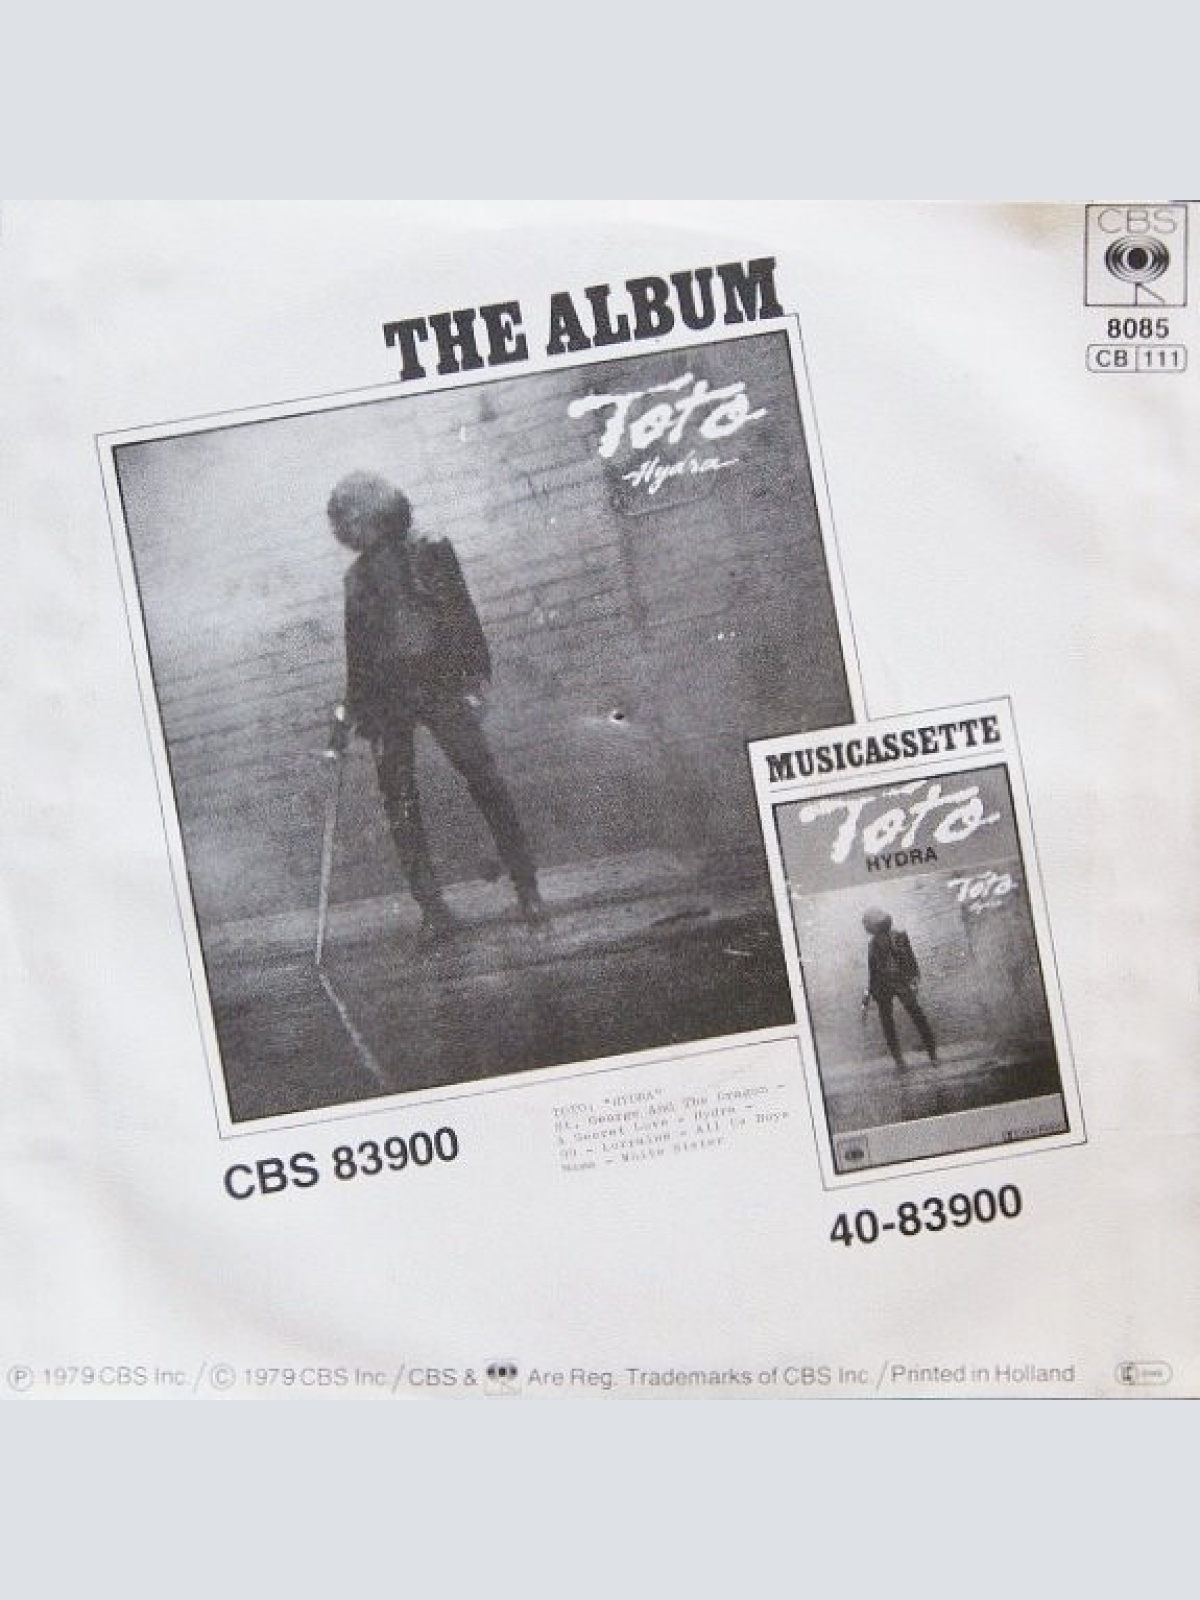 CBS
8085
CB 111
THE ALBUM
Toto
Hydra
MUSICASSETTE
Toto
HYDRA
Toto
Hydra
TOTO: "HYDRA"
St. George And The Dragon -
A Secret Love - Hydra -
99 - Lorraine - All Us Boys
Mama - White Sister
CBS 83900
40-83900
Ⓟ 1979 CBS Inc. / © 1979 CBS Inc. / CBS & Are Reg. Trademarks of CBS Inc. / Printed in Holland